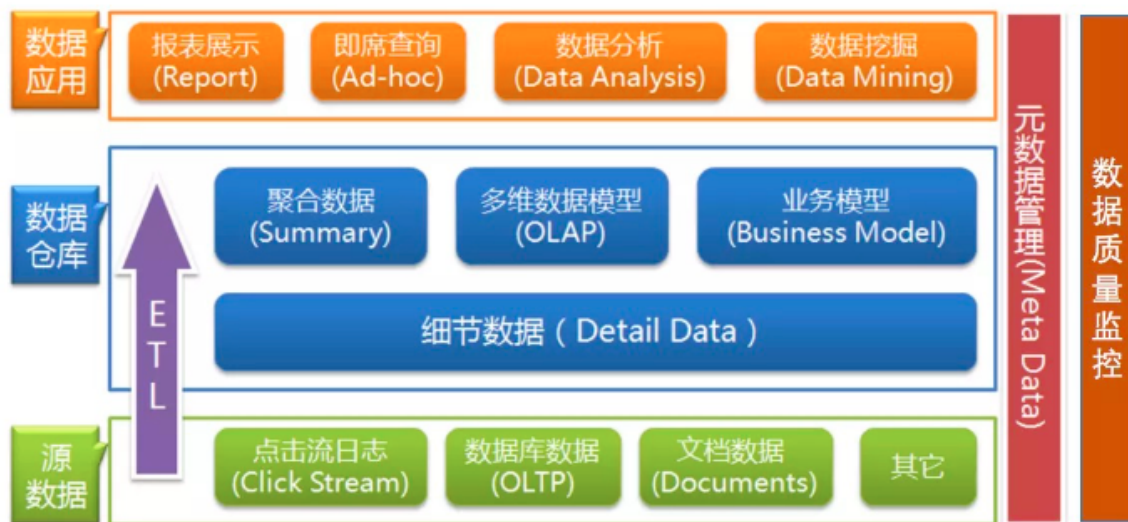 数据
应用
报表展示
(Report)
即席查询
(Ad-hoc)
数据分析
(Data Analysis)
数据挖掘
(Data Mining)
数据
仓库
ETL
聚合数据
(Summary)
多维数据模型
(OLAP)
业务模型
(Business Model)
细节数据（Detail Data）
源
数据
点击流日志
(Click Stream)
数据库数据
(OLTP)
文档数据
(Documents)
其它
元数据管理(Meta Data)
数据质量监控